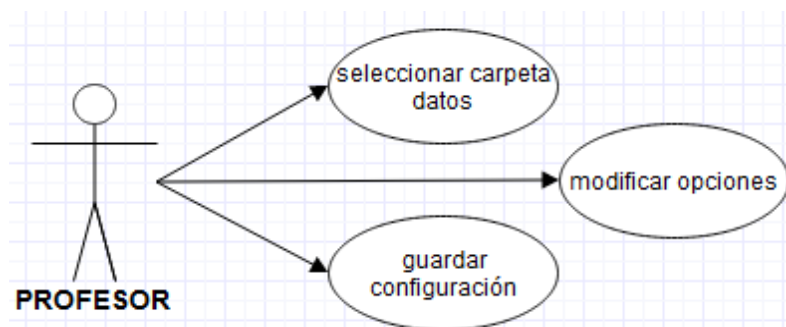 seleccionar carpeta
datos
modificar opciones
guardar
configuración
PROFESOR